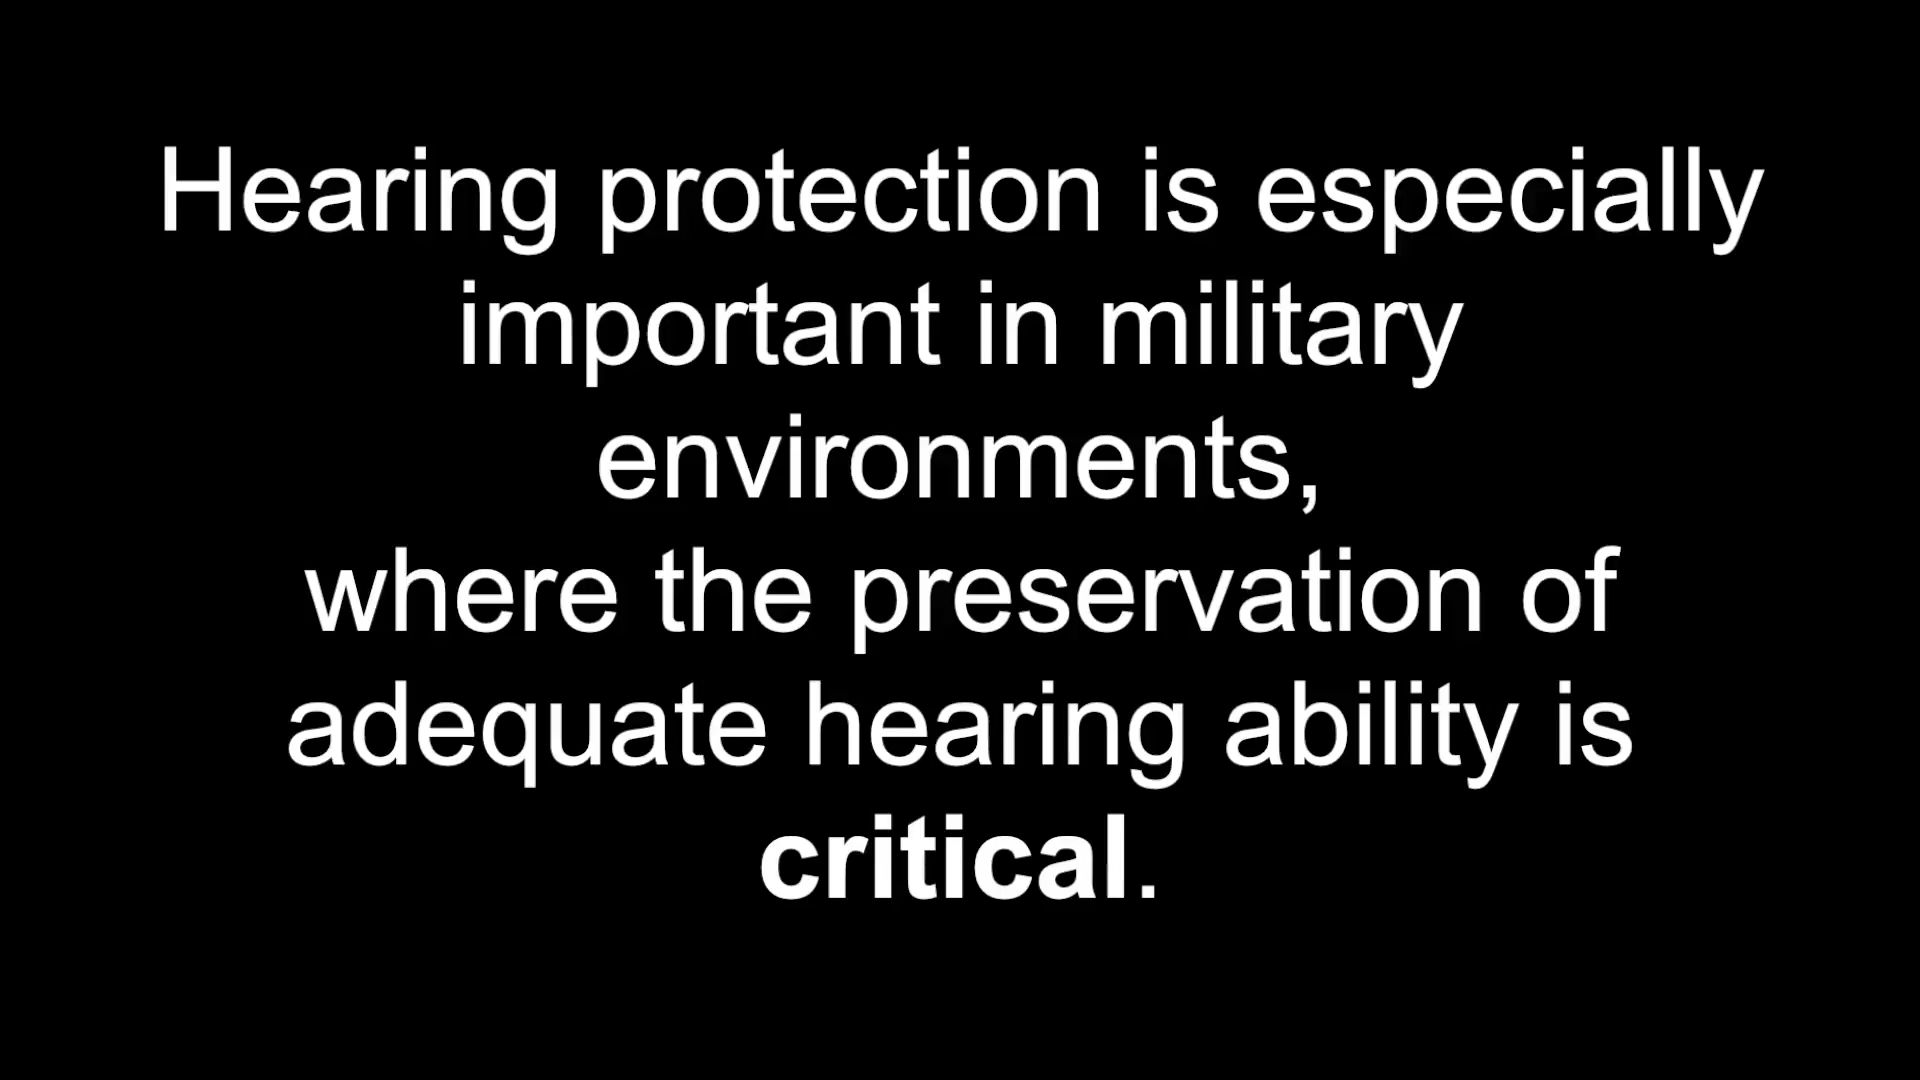 Hearing protection is especially
important in military
environments,
where the preservation of
adequate hearing ability is
critical.